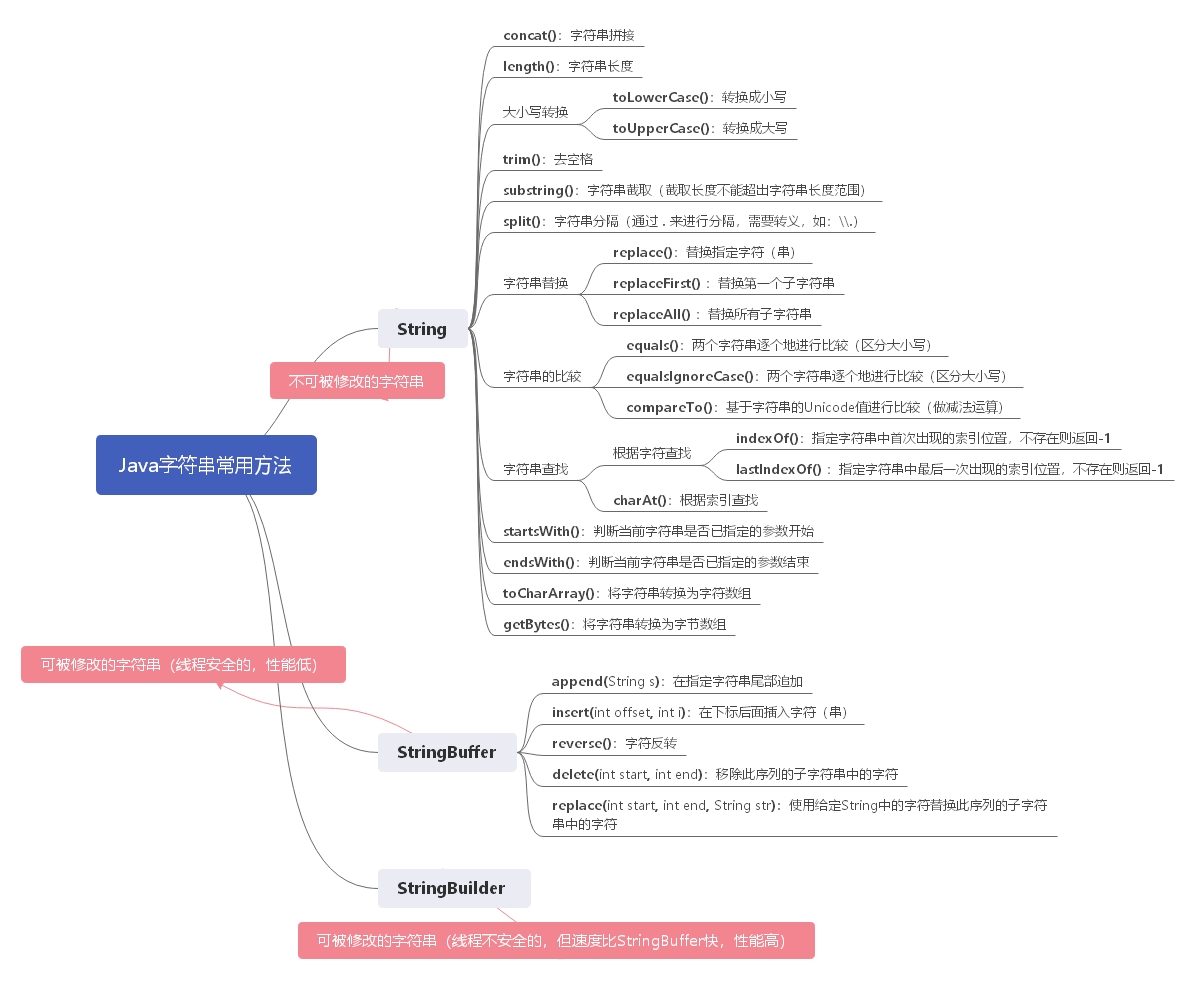 concat()：字符串拼接
length()：字符串长度
大小写转换
toLowerCase()：转换成小写
toUpperCase()：转换成大写
trim()：去空格
substring()：字符串截取（截取长度不能超出字符串长度范围）
split()：字符串分隔（通过 . 来进行分隔，需要转义，如：\\.）
字符串替换
replace()：替换指定字符（串）
replaceFirst() ：替换第一个子字符串
replaceAll() ：替换所有子字符串
String
不可被修改的字符串
字符串的比较
equals()：两个字符串逐个地进行比较（区分大小写）
equalsIgnoreCase()：两个字符串逐个地进行比较（区分大小写）
compareTo()：基于字符串的Unicode值进行比较（做减法运算）
Java字符串常用方法
字符串查找
根据字符查找
indexOf()：指定字符串中首次出现的索引位置，不存在则返回-1
lastIndexOf() ：指定字符串中最后一次出现的索引位置，不存在则返回-1
charAt()：根据索引查找
startsWith()：判断当前字符串是否已指定的参数开始
endsWith()：判断当前字符串是否已指定的参数结束
toCharArray()：将字符串转换为字符数组
getBytes()：将字符串转换为字节数组
可被修改的字符串（线程安全的，性能低）
StringBuffer
append(String s)：在指定字符串尾部追加
insert(int offset, int i)：在下标后面插入字符（串）
reverse()：字符反转
delete(int start, int end)：移除此序列的子字符串中的字符
replace(int start, int end, String str)：使用给定String中的字符替换此序列的子字符
串中的字符
StringBuilder
可被修改的字符串（线程不安全的，但速度比StringBuffer快，性能高）